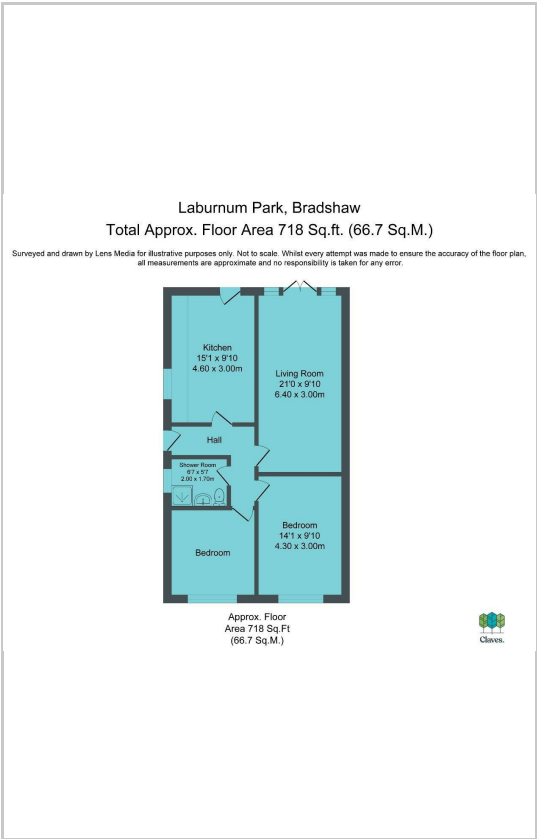 Laburnum Park, Bradshaw
Total Approx. Floor Area 718 Sq.ft. (66.7 Sq.M.)
Surveyed and drawn by Lens Media for illustrative purposes only. Not to scale. Whilst every attempt was made to ensure the accuracy of the floor plan,
all measurements are approximate and no responsibility is taken for any error.
Kitchen
15'1 x 9'10
4.60 x 3.00m
Living Room
21'0 x 9'10
6.40 x 3.00m
Hall
Shower Room
6'7 x 5'7
2.00 x 1.70m
Bedroom
14'1 x 9'10
4.30 x 3.00m
Bedroom
Approx. Floor
Area 718 Sq.Ft
(66.7 Sq.M.)
Claves.